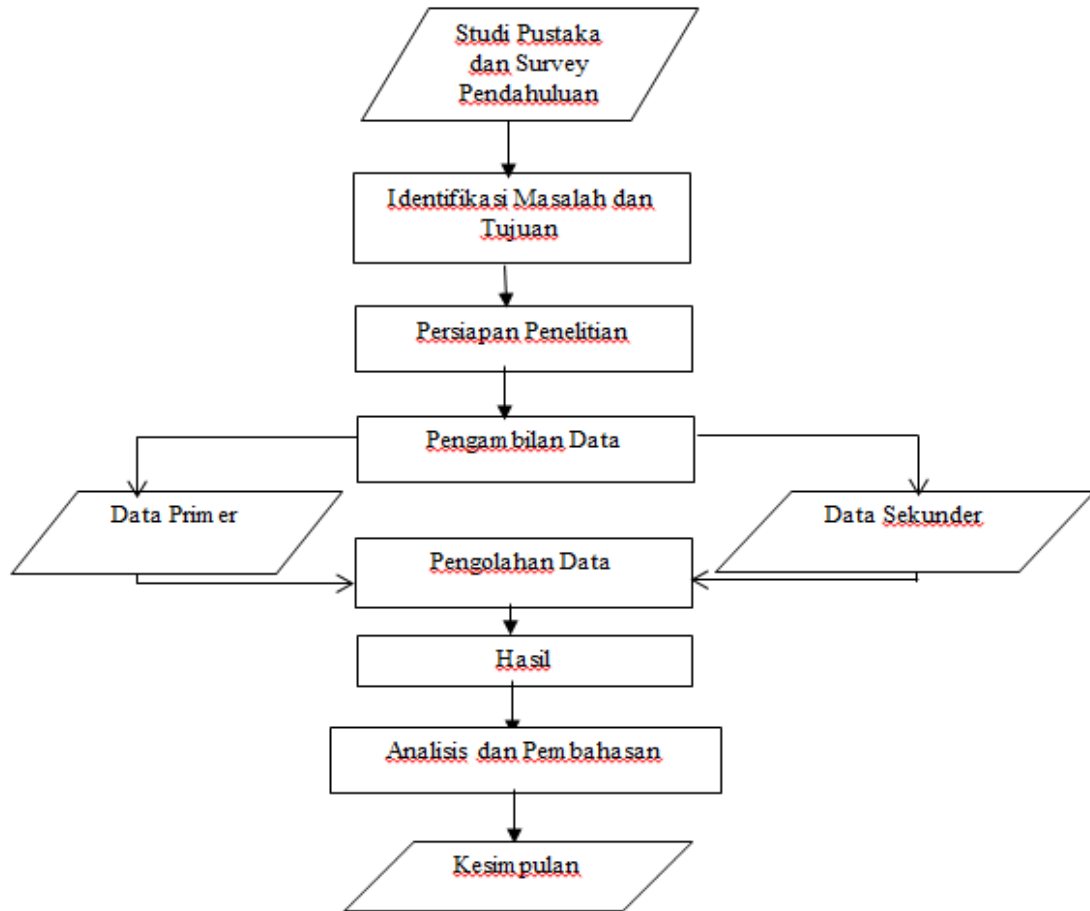 Studi Pustaka
dan Survey
Pendahuluan
Identifikasi Masalah dan
Tujuan
Persiapan Penelitian
Pengambilan Data
Data Primer
Data Sekunder
Pengolahan Data
Hasil
Analisis dan Pembahasan
Kesimpulan